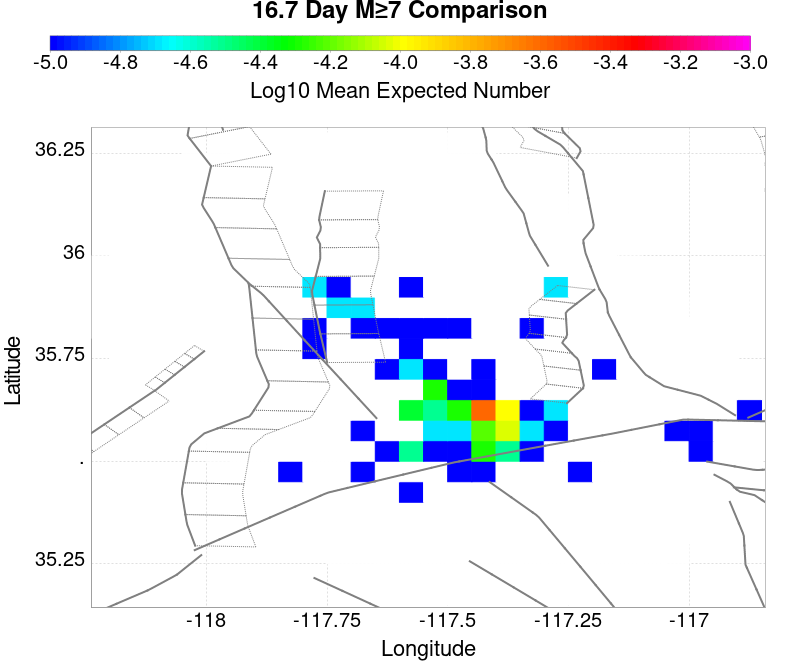 16.7 Day M≥7 Comparison
-5.0 -4.8 -4.6 -4.4 -4.2 -4.0 -3.8 -3.6 -3.4 -3.2 -3.0
Log10 Mean Expected Number
36.25
36
35.75
.
35.25
Latitude
-118 -117.75 -117.5 -117.25 -117
Longitude